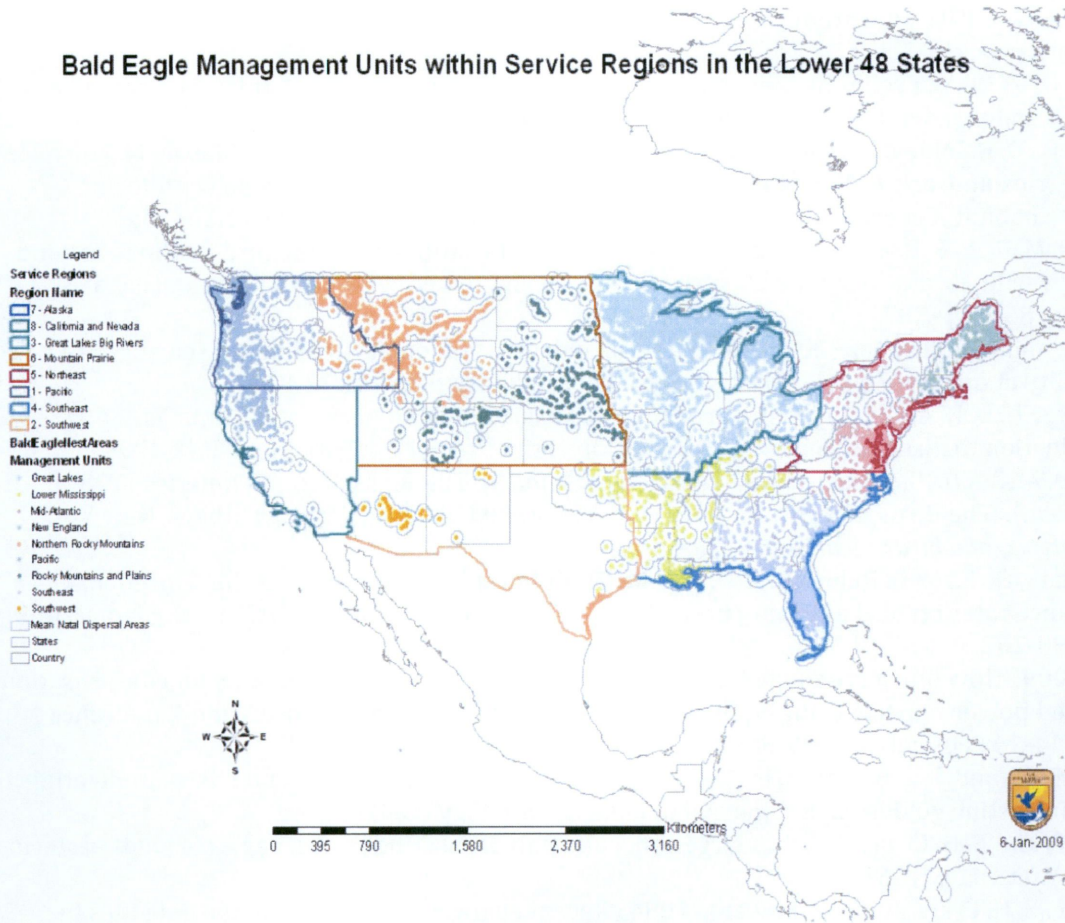 Bald Eagle Management Units within Service Regions in the Lower 48 States
Legend
Service Regions
Region Name
7 - Alaska
8 - California and Nevada
3 - Great Lakes Big Rivers
6 - Mountain Prairie
5 - Northeast
1 - Pacific
4 - Southeast
2 - Southwest
BaldEagleNestAreas
Management Units
Great Lakes
Lower Mississippi
Mid-Atlantic
New England
Northern Rocky Mountains
Pacific
Rocky Mountains and Plains
Southeast
Southwest
Mean Natal Dispersal Areas
States
Country
N
W E
S
Kilometers
0 395 790 1,580 2,370 3,160
6-Jan-2009